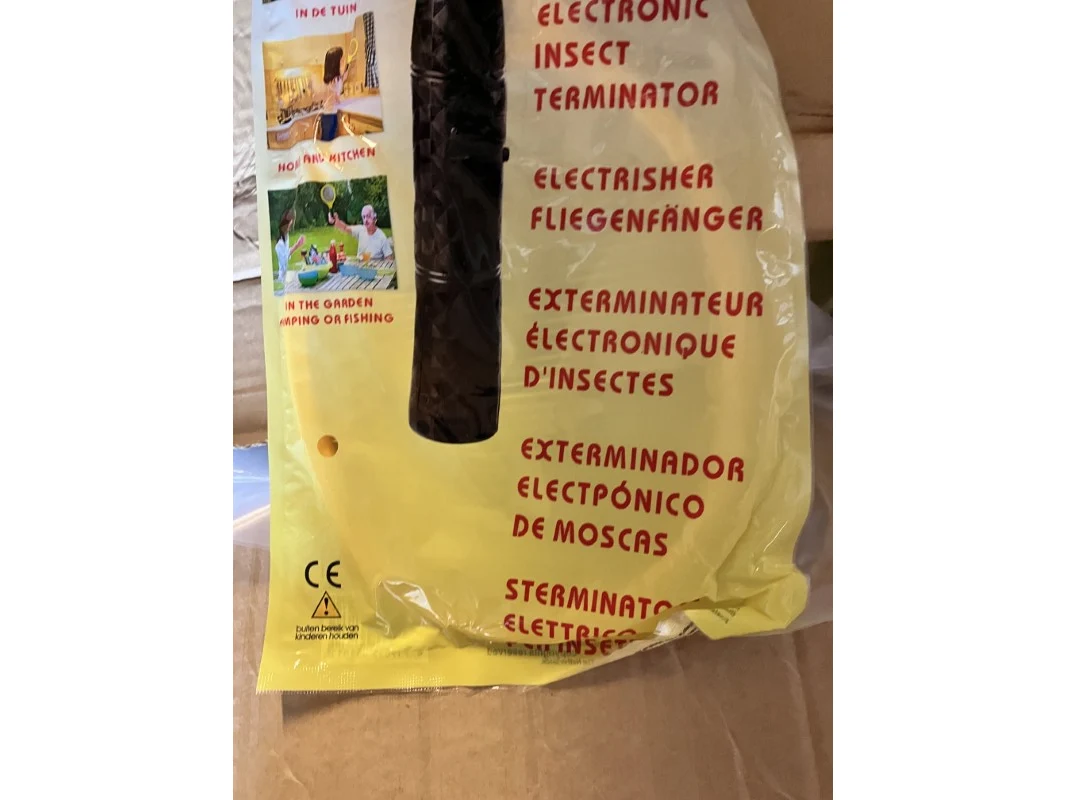 IN DE TUIN
AND KITCHEN
IN THE GARDEN
OR FISHING
ELECTRONIC
INSECT
TERMINATOR
ELECTRISHER
FLIEGENFÄNGER
EXTERMINATEUR
ÉLECTRONIQUE
D'INSECTES
EXTERMINADOR
ELECTPÓNICO
DE MOSCAS
CE
buiten bereik van
kinderen houden